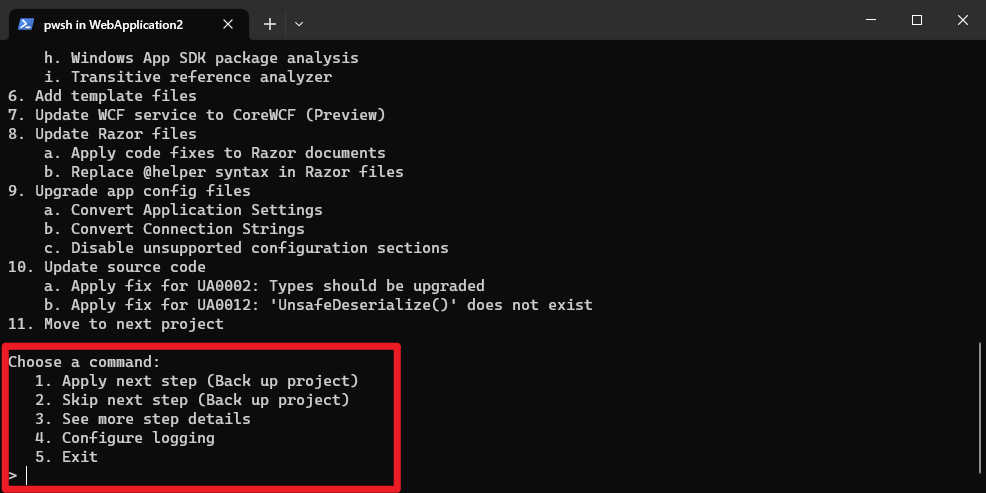 pwsh in WebApplication2
h. Windows App SDK package analysis
i. Transitive reference analyzer
6. Add template files
7. Update WCF service to CoreWCF (Preview)
8. Update Razor files
a. Apply code fixes to Razor documents
b. Replace @helper syntax in Razor files
9. Upgrade app config files
a. Convert Application Settings
b. Convert Connection Strings
c. Disable unsupported configuration sections
10. Update source code
a. Apply fix for UA0002: Types should be upgraded
b. Apply fix for UA0012: 'UnsafeDeserialize()' does not exist
11. Move to next project
Choose a command:
1. Apply next step (Back up project)
2. Skip next step (Back up project)
3. See more step details
4. Configure logging
5. Exit
>